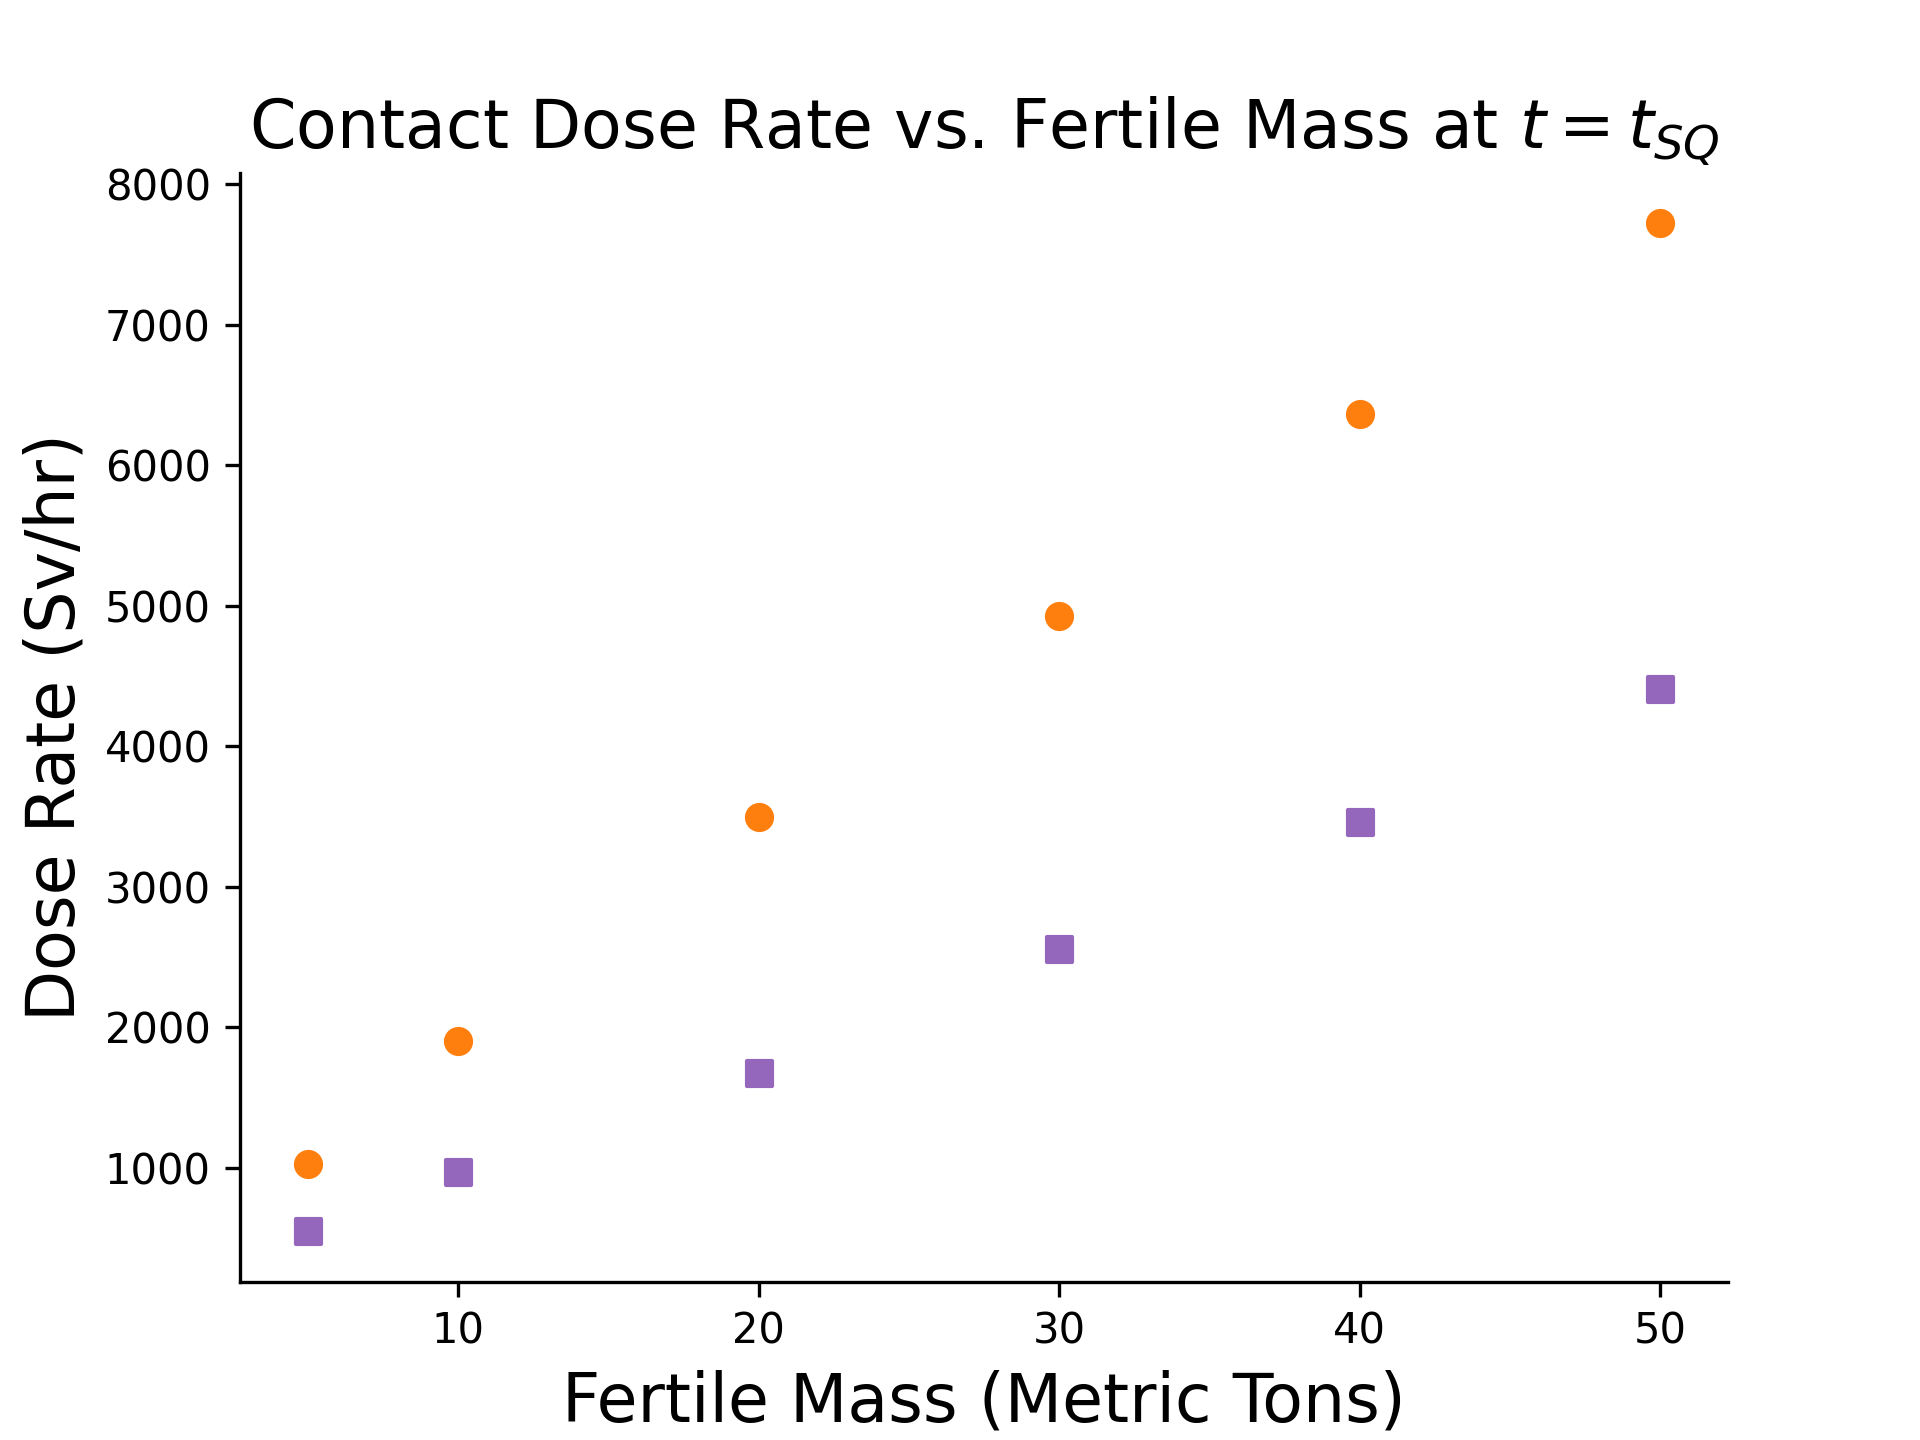 Contact Dose Rate vs. Fertile Mass at t = t_SQ
8000
7000
6000
5000
4000
3000
2000
1000
Dose Rate (Sv/hr)
10 20 30 40 50
Fertile Mass (Metric Tons)